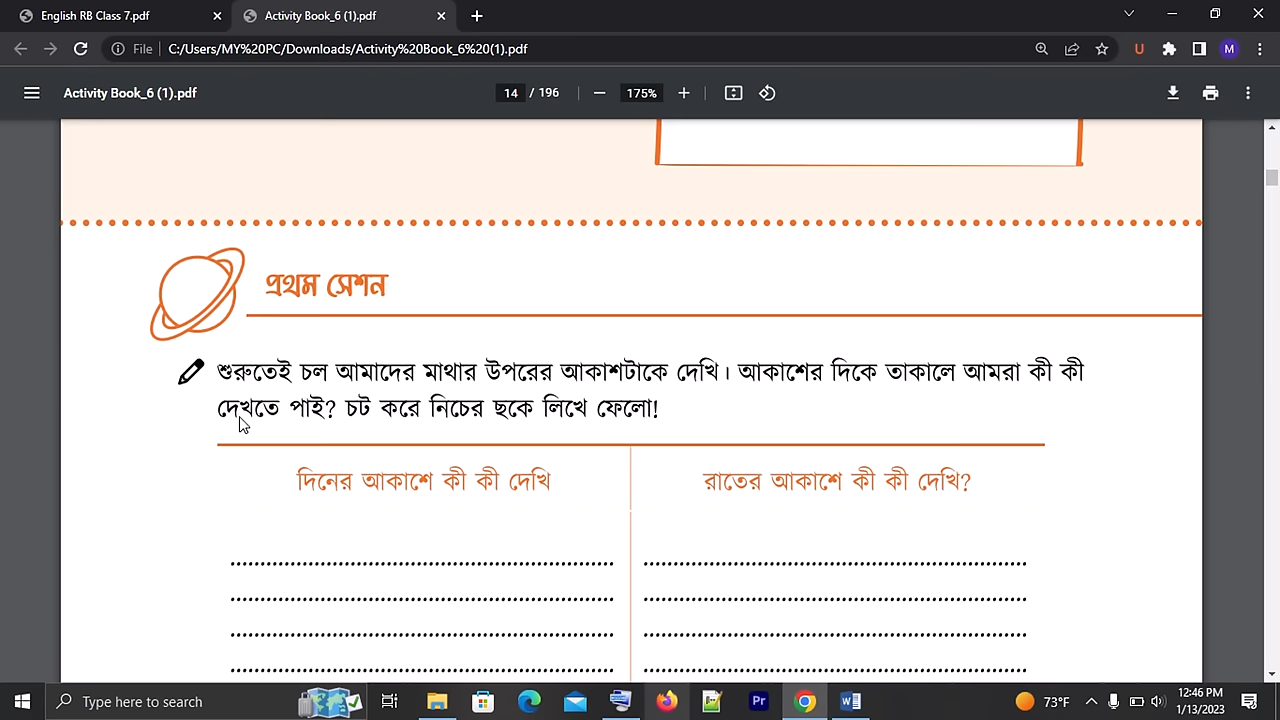 English RB Class 7.pdf
Activity Book_6 (1).pdf
File C:/Users/MY%20PC/Downloads/Activity%20Book_6%20(1).pdf
U
M
Activity Book_6 (1).pdf
14 / 196
175%
প্রথম সেশন
শুরুতেই চল আমাদের মাথার উপরের আকাশটাকে দেখি। আকাশের দিকে তাকালে আমরা কী কী
দেখতে পাই? চট করে নিচের ছকে লিখে ফেলো!
দিনের আকাশে কী কী দেখি
রাতের আকাশে কী কী দেখি?
Type here to search
Pr
W
73°F
12:46 PM
1/13/2023